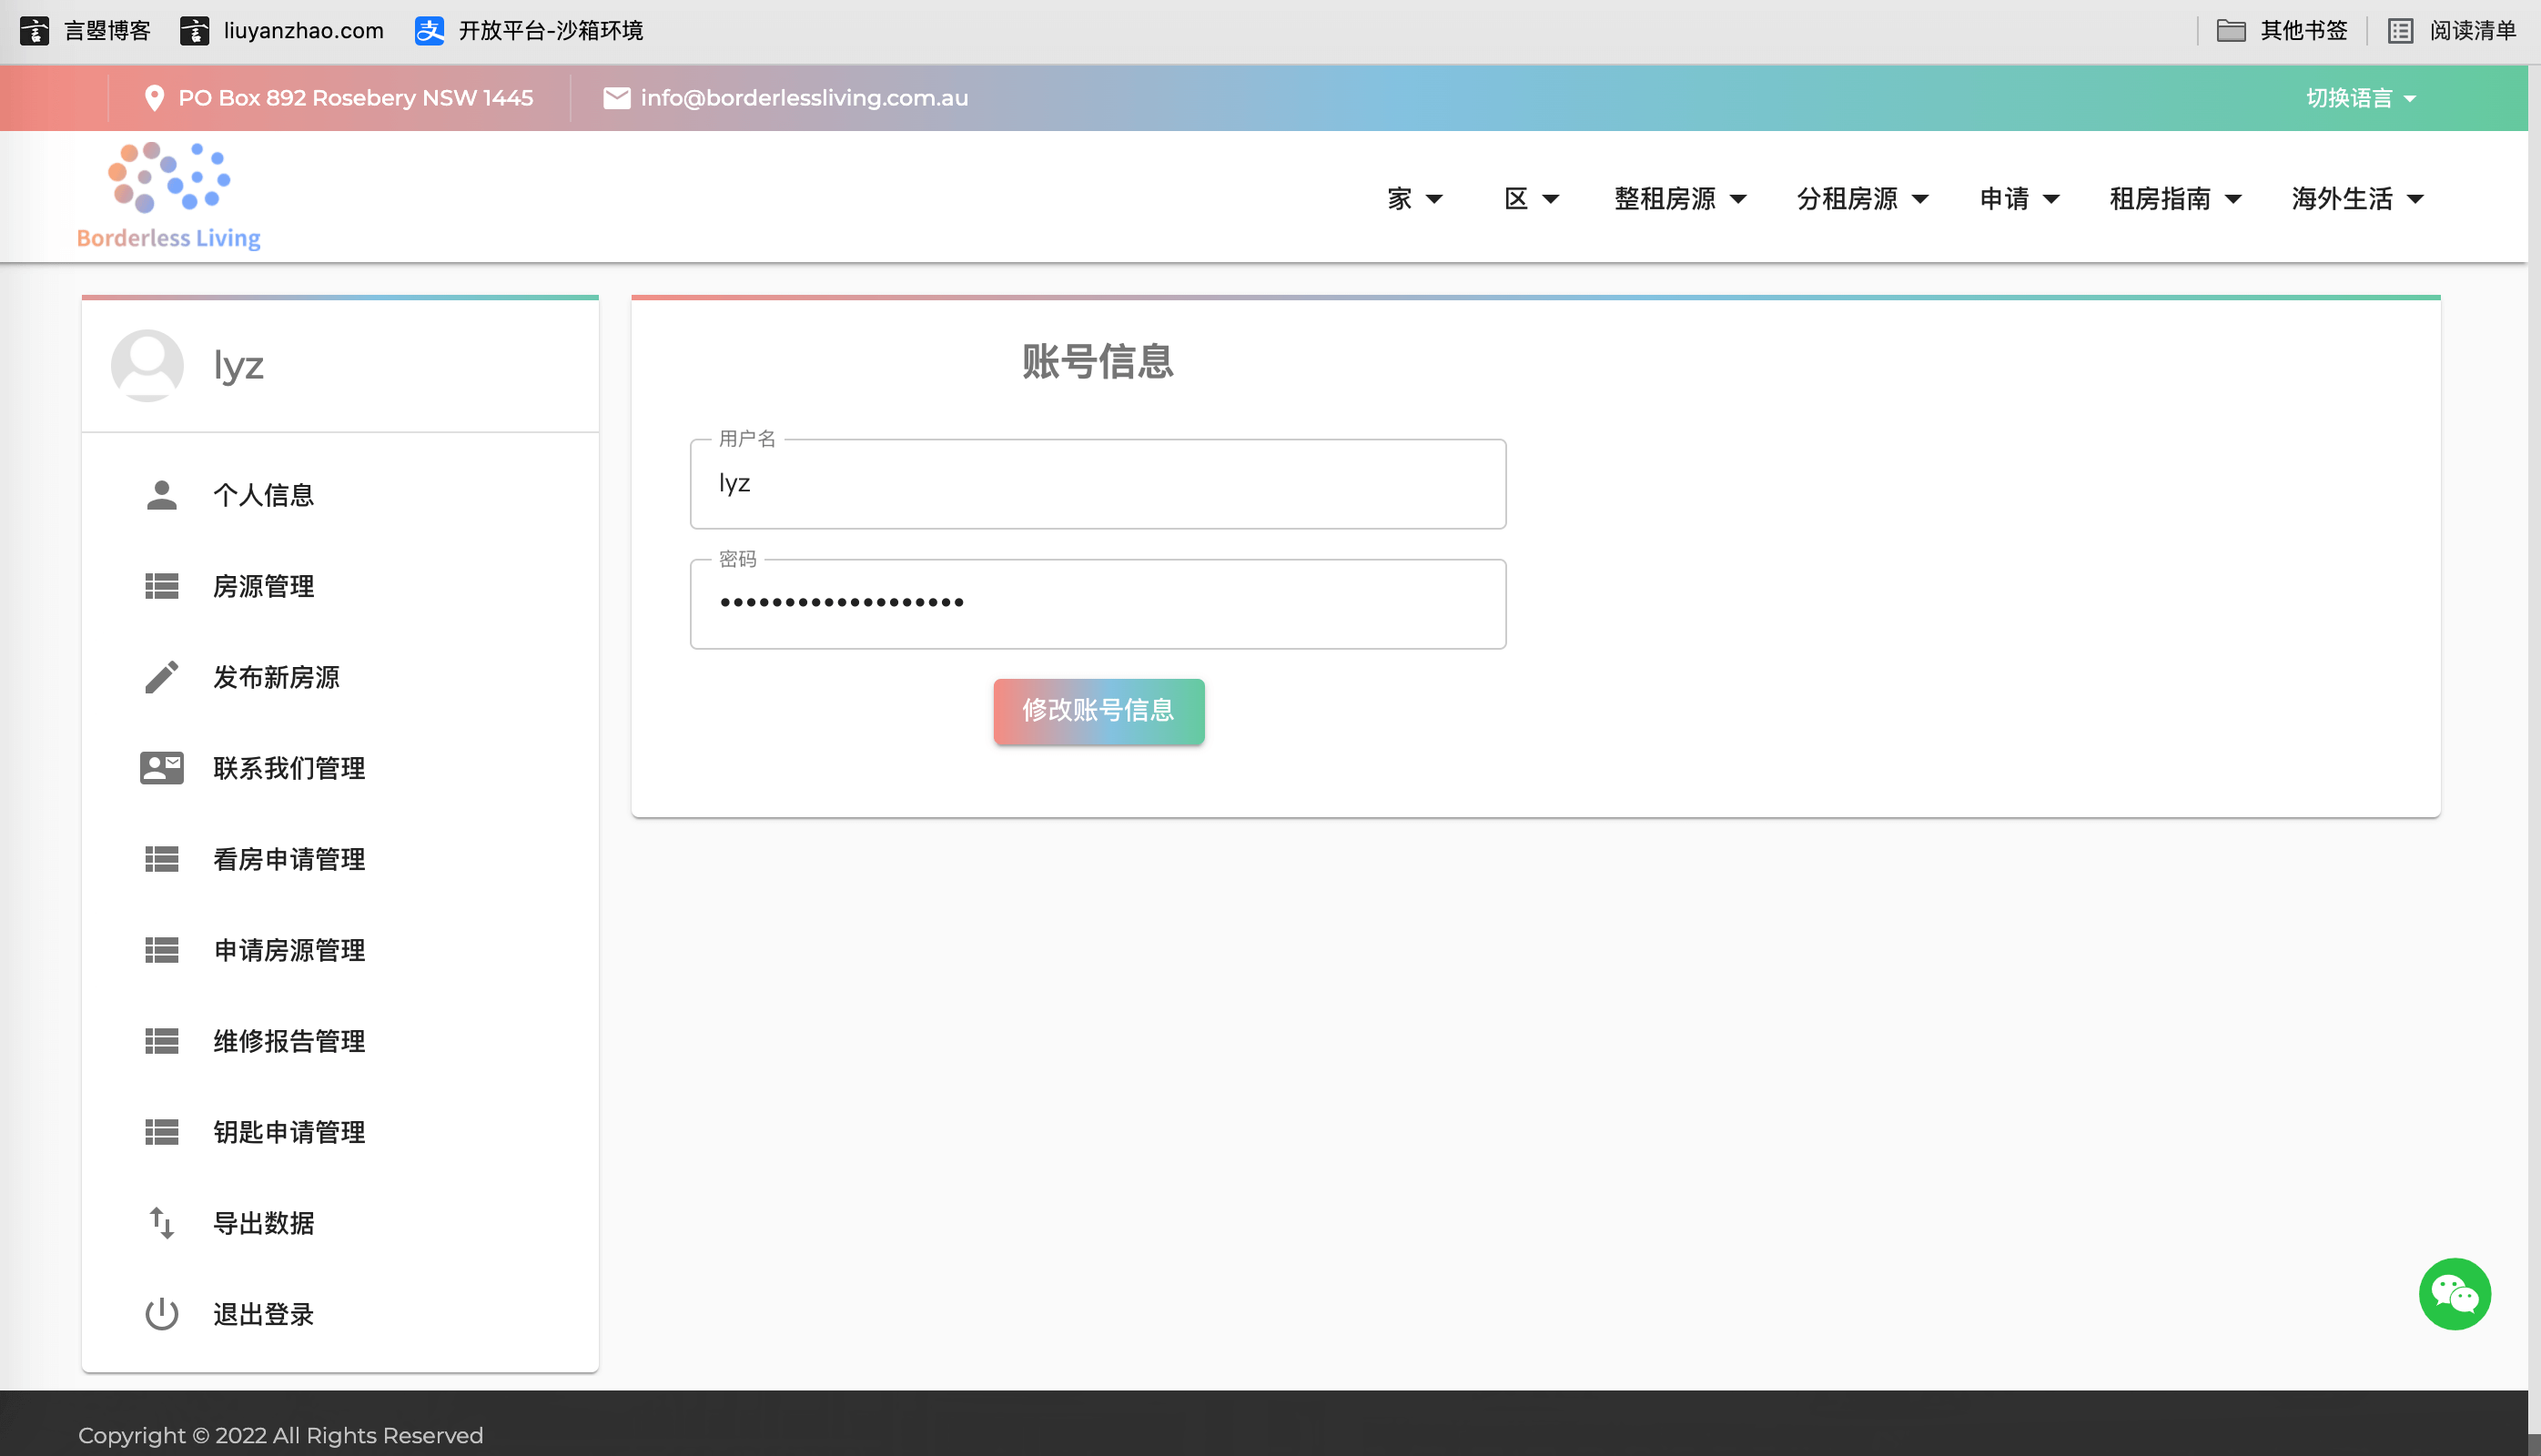 言曌博客 liuyanzhao.com 开放平台-沙箱环境 其他书签 阅读清单
PO Box 892 Rosebery NSW 1445 info@borderlessliving.com.au 切换语言
Borderless Living
家 区 整租房源 分租房源 申请 租房指南 海外生活
lyz
个人信息
房源管理
发布新房源
联系我们管理
看房申请管理
申请房源管理
维修报告管理
钥匙申请管理
导出数据
退出登录
账号信息
用户名
lyz
密码
•••••••••••••••••••
修改账号信息
Copyright © 2022 All Rights Reserved